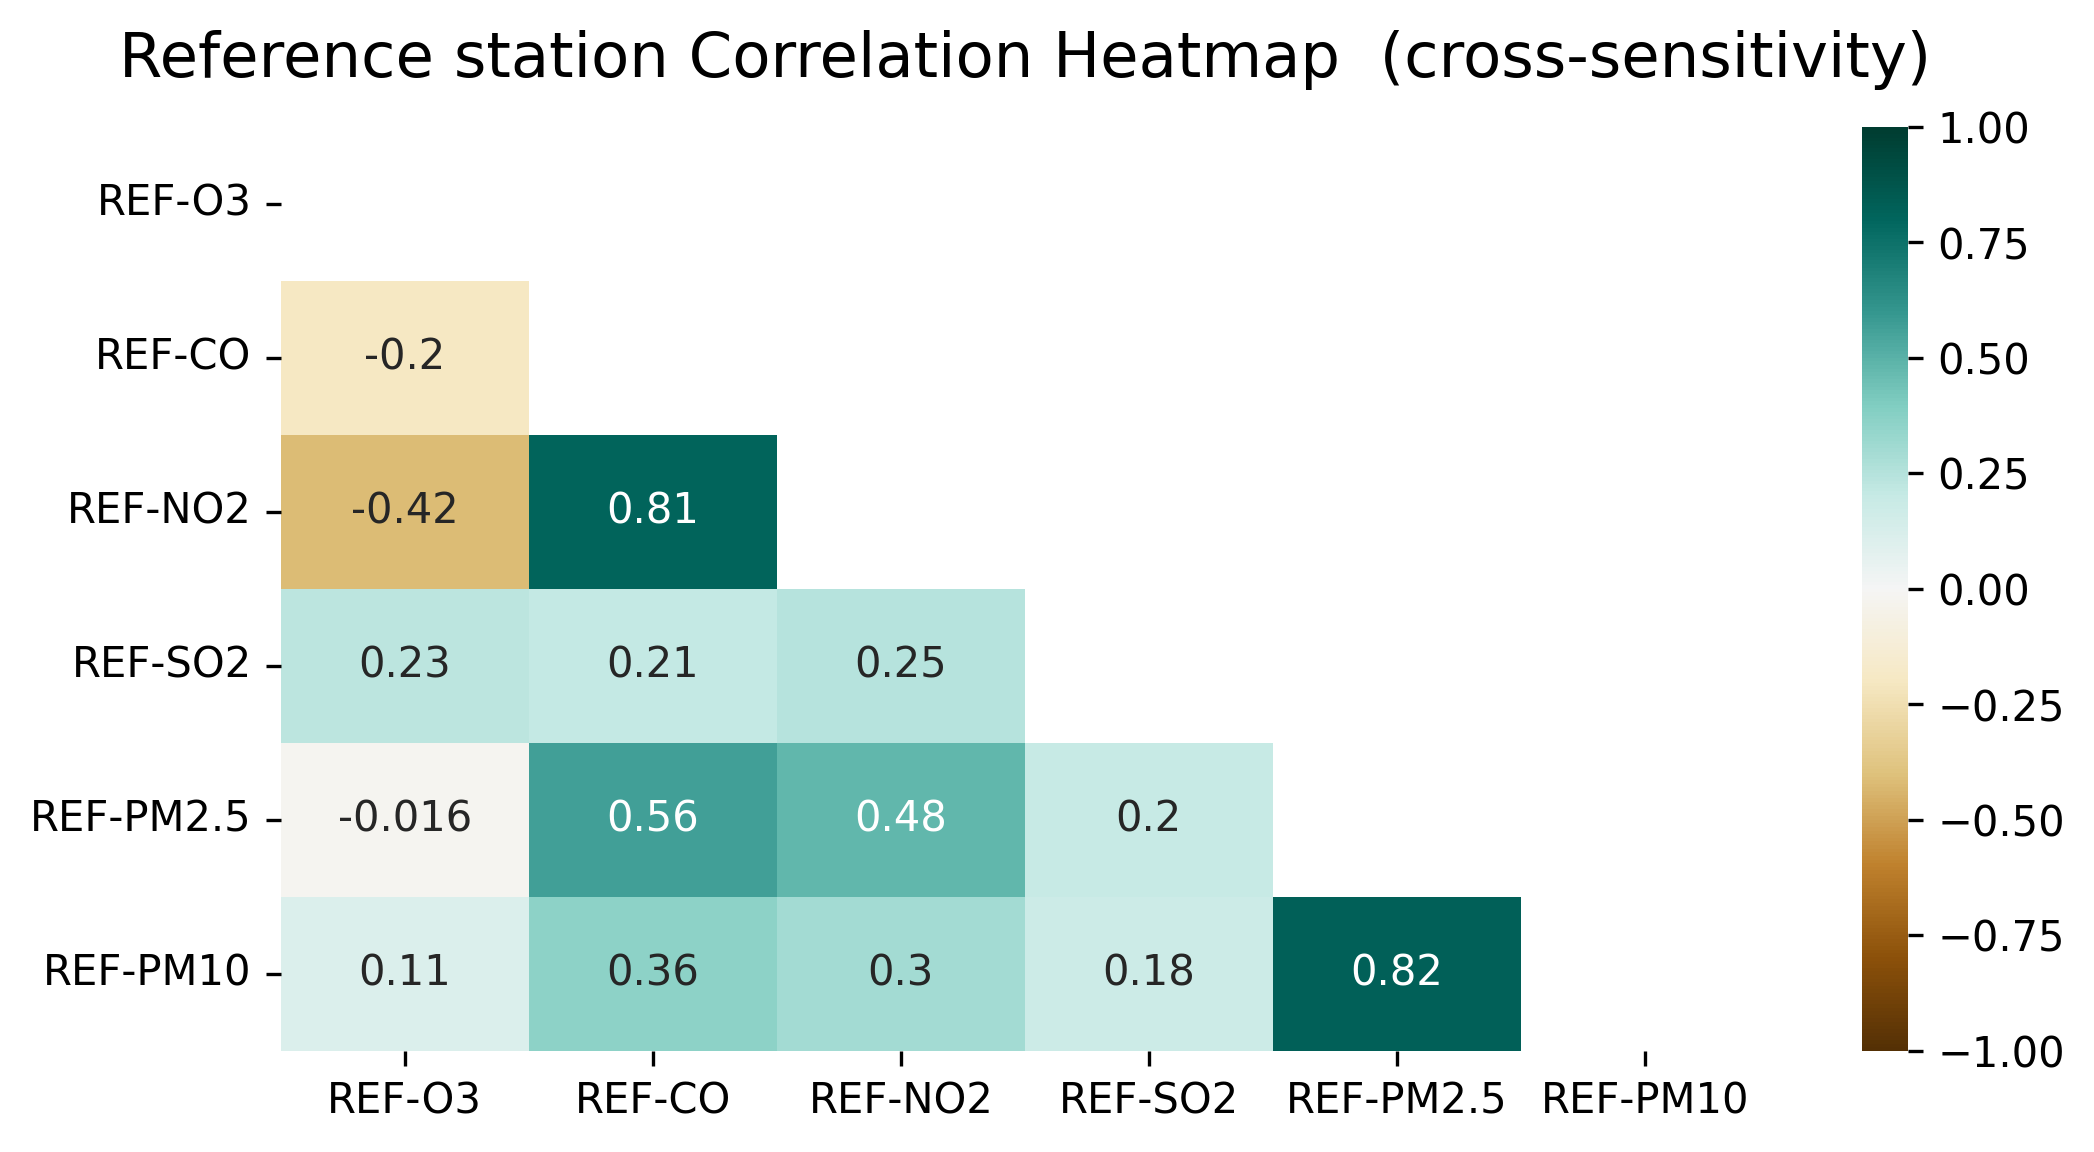 Reference station Correlation Heatmap  (cross-sensitivity)
1.00
REF-O3
0.75
REF-CO
-0.2
0.50
REF-NO2
-0.42
0.81
0.25
0.00
REF-SO2
0.23
0.21
0.25
−0.25
REF-PM2.5
-0.016
0.56
0.48
0.2
−0.50
−0.75
REF-PM10
0.11
0.36
0.3
0.18
0.82
−1.00
REF-O3
REF-CO
REF-NO2
REF-SO2
REF-PM2.5
REF-PM10